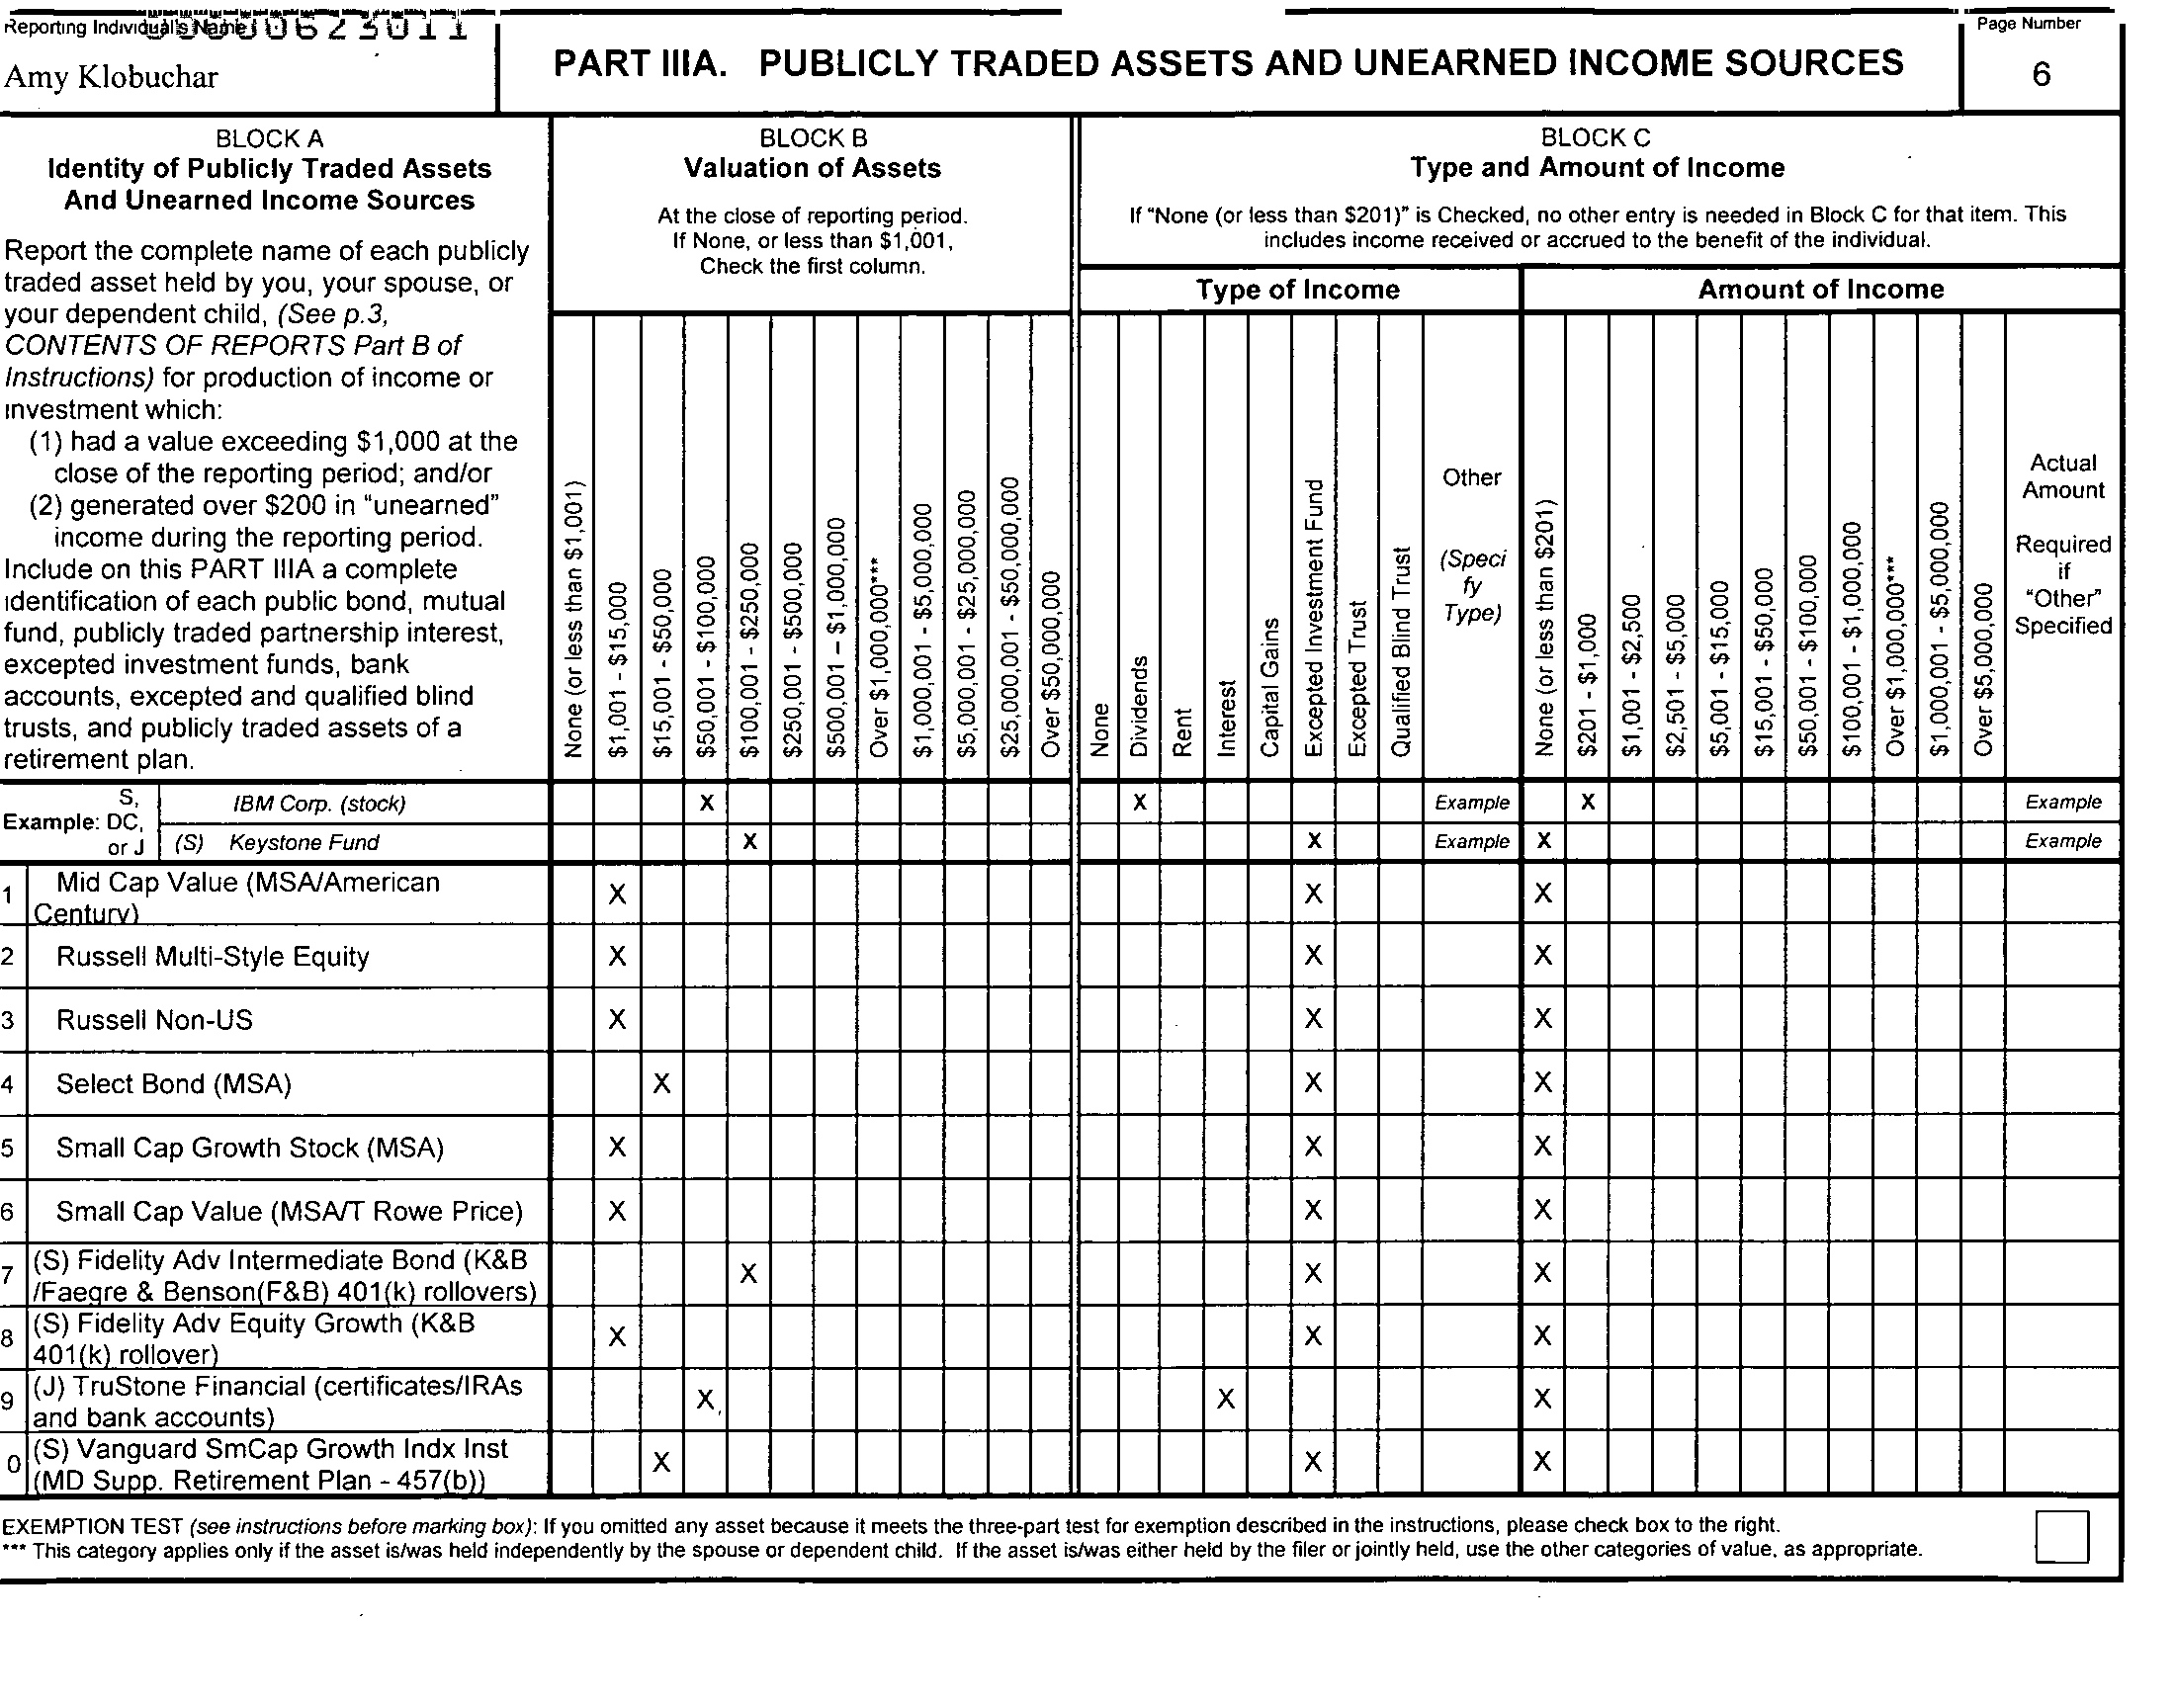 Reporting Individual's Name
Amy Klobuchar
PART IIIA. PUBLICLY TRADED ASSETS AND UNEARNED INCOME SOURCES
Page Number
6
BLOCK A
Identity of Publicly Traded Assets
And Unearned Income Sources
Report the complete name of each publicly
traded asset held by you, your spouse, or
your dependent child, (See p.3,
CONTENTS OF REPORTS Part B of
Instructions) for production of income or
investment which:
(1) had a value exceeding $1,000 at the
close of the reporting period; and/or
(2) generated over $200 in “unearned”
income during the reporting period.
Include on this PART IIIA a complete
identification of each public bond, mutual
fund, publicly traded partnership interest,
excepted investment funds, bank
accounts, excepted and qualified blind
trusts, and publicly traded assets of a
retirement plan.
BLOCK B
Valuation of Assets
At the close of reporting period.
If None, or less than $1,001,
Check the first column.
None (or less than $1,001)
$1,001 - $15,000
$15,001 - $50,000
$50,001 - $100,000
$100,001 - $250,000
$250,001 - $500,000
$500,001 – $1,000,000
Over $1,000,000***
$1,000,001 - $5,000,000
$5,000,001 - $25,000,000
$25,000,001 - $50,000,000
Over $50,000,000
BLOCK C
Type and Amount of Income
If “None (or less than $201)” is Checked, no other entry is needed in Block C for that item. This
includes income received or accrued to the benefit of the individual.
Type of Income
None
Dividends
Rent
Interest
Capital Gains
Excepted Investment Fund
Excepted Trust
Qualified Blind Trust
Other
(Speci
fy
Type)
Amount of Income
None (or less than $201)
$201 - $1,000
$1,001 - $2,500
$2,501 - $5,000
$5,001 - $15,000
$15,001 - $50,000
$50,001 - $100,000
$100,001 - $1,000,000
Over $1,000,000***
$1,000,001 - $5,000,000
Over $5,000,000
Actual
Amount
Required
if
“Other”
Specified
Example:
S,
DC,
or J
IBM Corp. (stock) X X Example X Example
(S) Keystone Fund X X Example X Example
1 Mid Cap Value (MSA/American
Century) X X X
2 Russell Multi-Style Equity X X X
3 Russell Non-US X X X
4 Select Bond (MSA) X X X
5 Small Cap Growth Stock (MSA) X X X
6 Small Cap Value (MSA/T Rowe Price) X X X
7 (S) Fidelity Adv Intermediate Bond (K&B
/Faegre & Benson(F&B) 401(k) rollovers) X X X
8 (S) Fidelity Adv Equity Growth (K&B
401(k) rollover) X X X
9 (J) TruStone Financial (certificates/IRAs
and bank accounts) X X X
0 (S) Vanguard SmCap Growth Indx Inst
(MD Supp. Retirement Plan - 457(b)) X X X
EXEMPTION TEST (see instructions before marking box): If you omitted any asset because it meets the three-part test for exemption described in the instructions, please check box to the right.
*** This category applies only if the asset is/was held independently by the spouse or dependent child. If the asset is/was either held by the filer or jointly held, use the other categories of value, as appropriate.